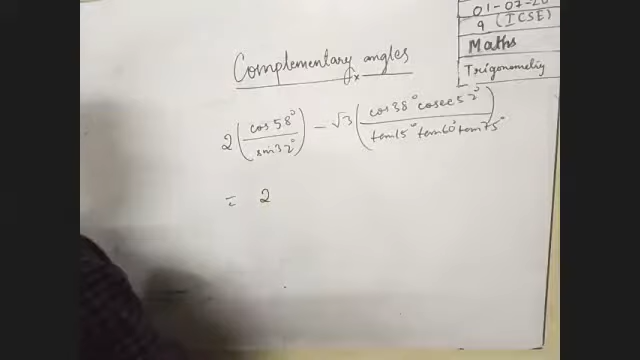 01-07-20
9 (ICSE)
Maths
Trigonometry
Complementary angles
2 (cos 58° / sin 32°) - √3 (cos 38° cosec 52° / tan 15° tan 60° tan 75°)
= 2